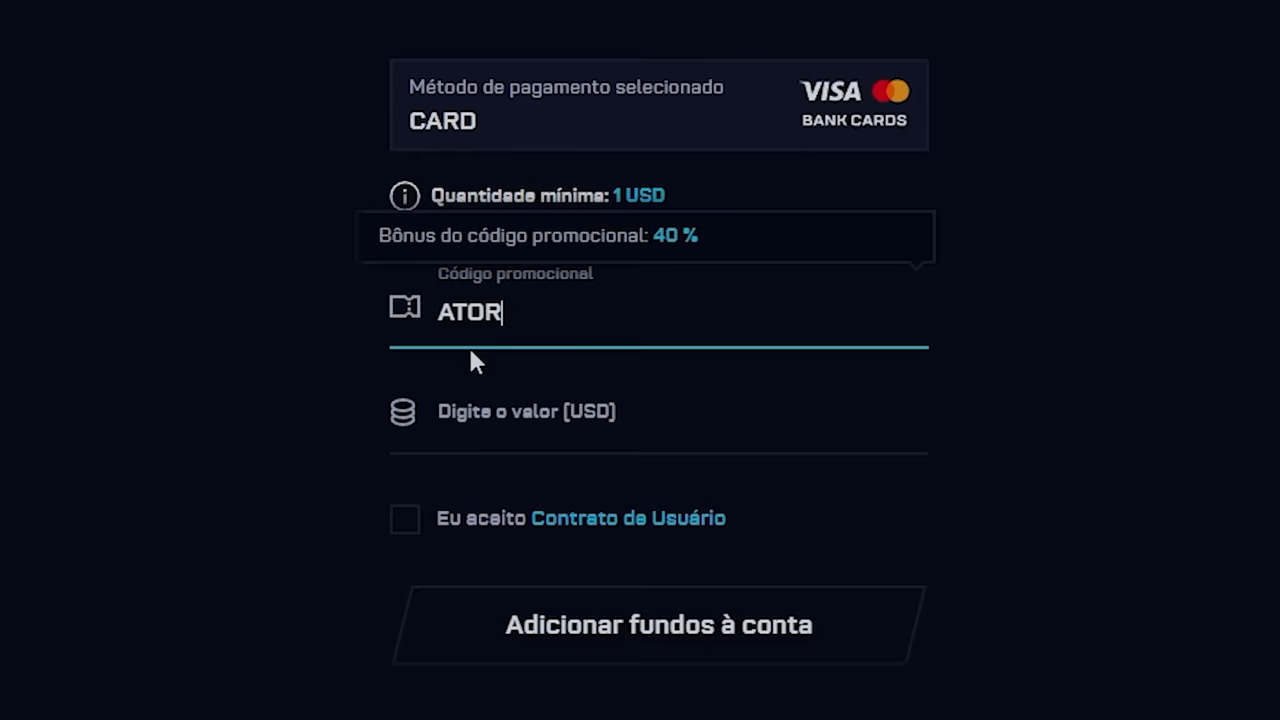 Método de pagamento selecionado
CARD
VISA
BANK CARDS
Quantidade mínima: 1 USD
Bônus do código promocional: 40 %
Código promocional
ATOR
Digite o valor (USD)
Eu aceito Contrato de Usuário
Adicionar fundos à conta